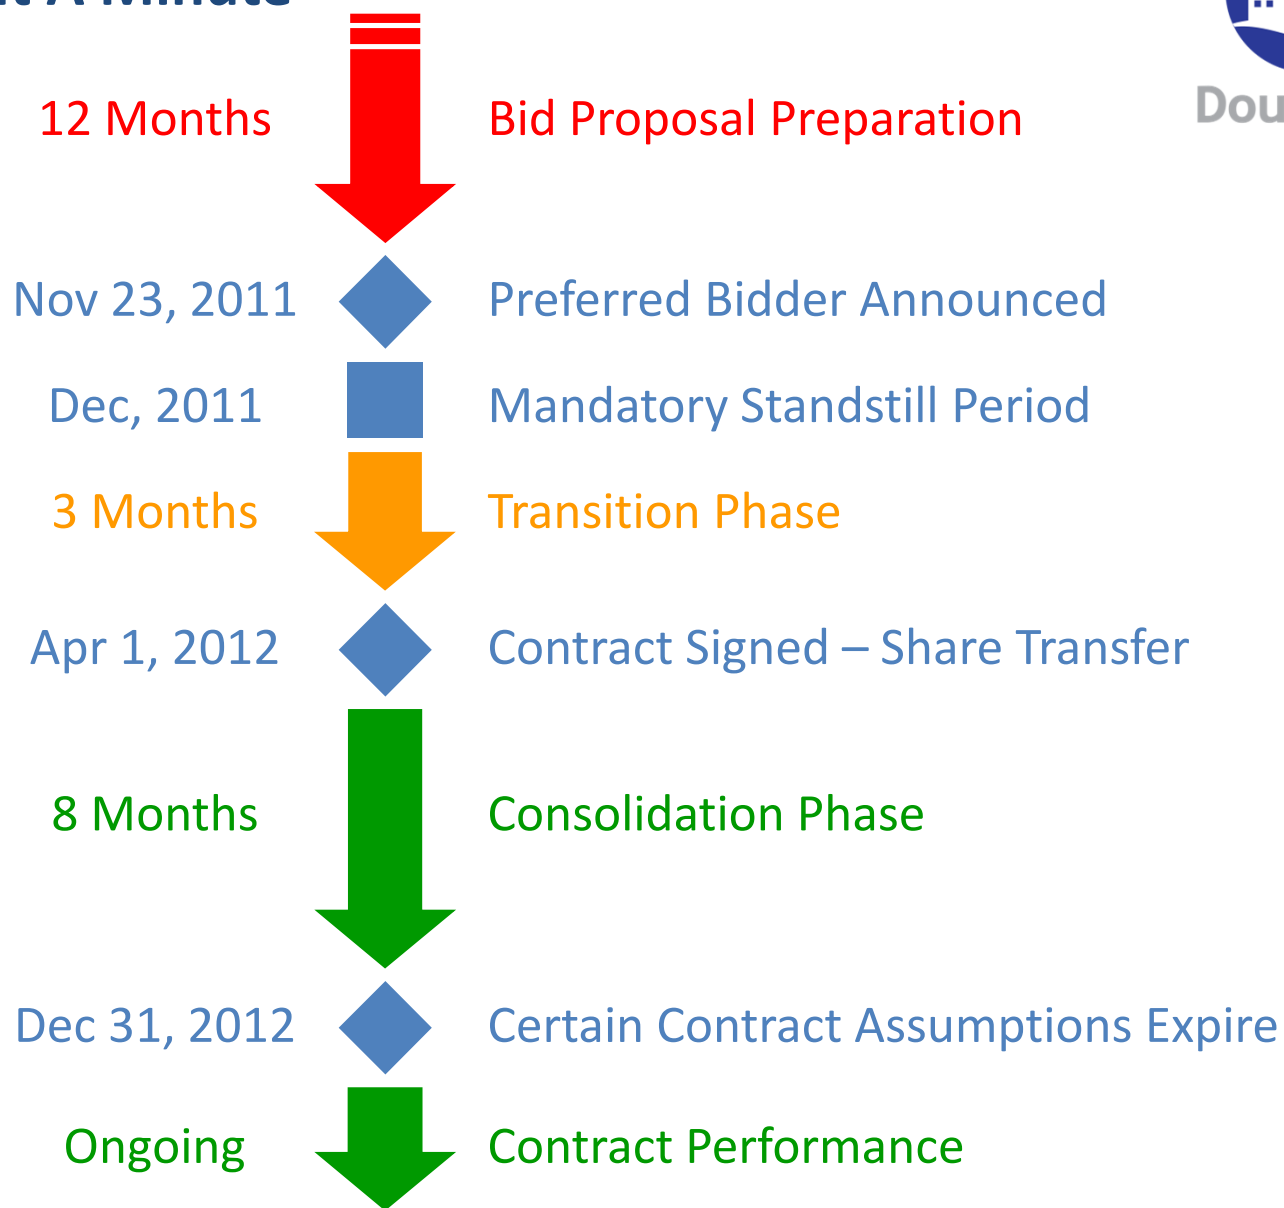 A Minute
12 Months Bid Proposal Preparation
Nov 23, 2011 Preferred Bidder Announced
Dec, 2011 Mandatory Standstill Period
3 Months Transition Phase
Apr 1, 2012 Contract Signed – Share Transfer
8 Months Consolidation Phase
Dec 31, 2012 Certain Contract Assumptions Expire
Ongoing Contract Performance